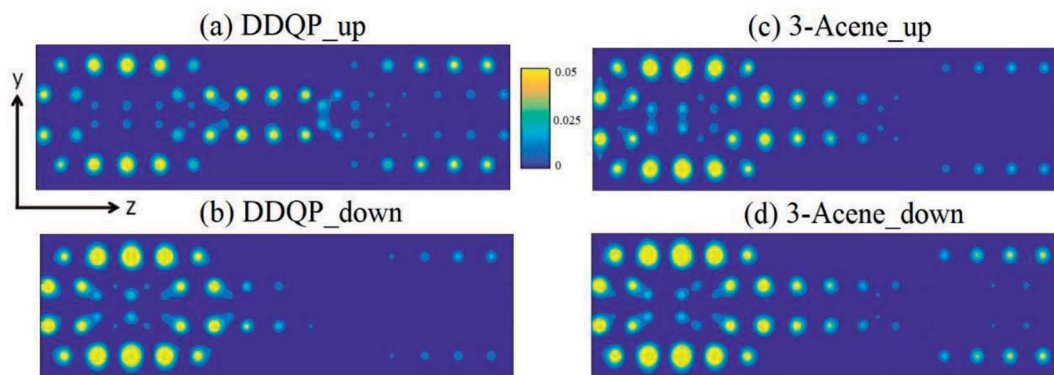 (a) DDQP_up
(c) 3-Acene_up
y
0.05
0.025
0
z
(b) DDQP_down
(d) 3-Acene_down